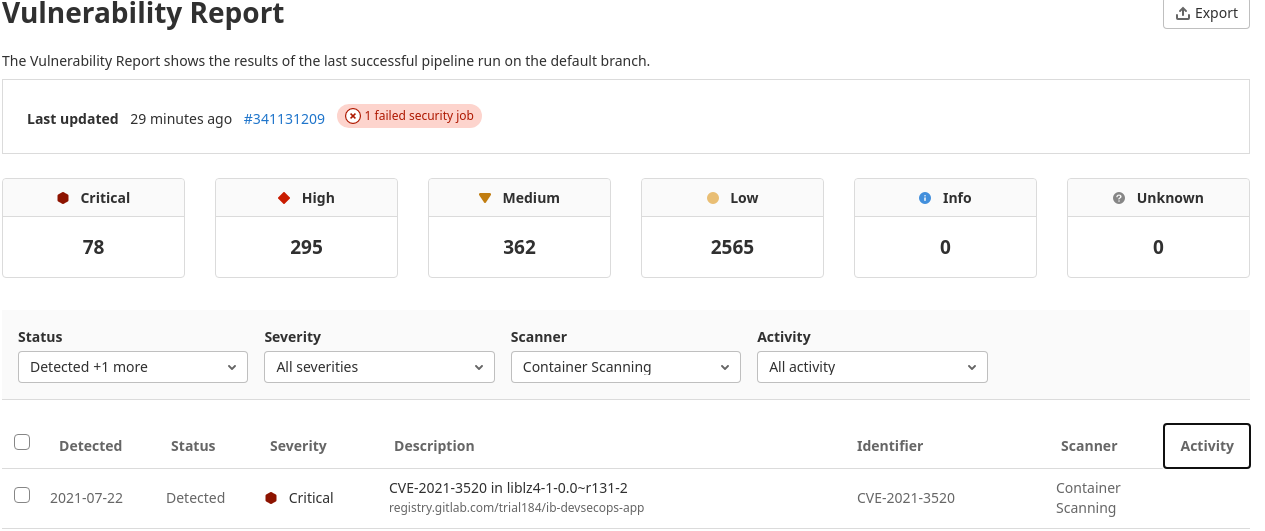 Vulnerability Report
Export
The Vulnerability Report shows the results of the last successful pipeline run on the default branch.
Last updated 29 minutes ago #341131209 1 failed security job
Critical High Medium Low Info Unknown
78 295 362 2565 0 0
Status Severity Scanner Activity
Detected +1 more All severities Container Scanning All activity
Detected Status Severity Description Identifier Scanner Activity
2021-07-22 Detected Critical CVE-2021-3520 in liblz4-1-0.0~r131-2 CVE-2021-3520 Container
registry.gitlab.com/trial184/ib-devsecops-app Scanning